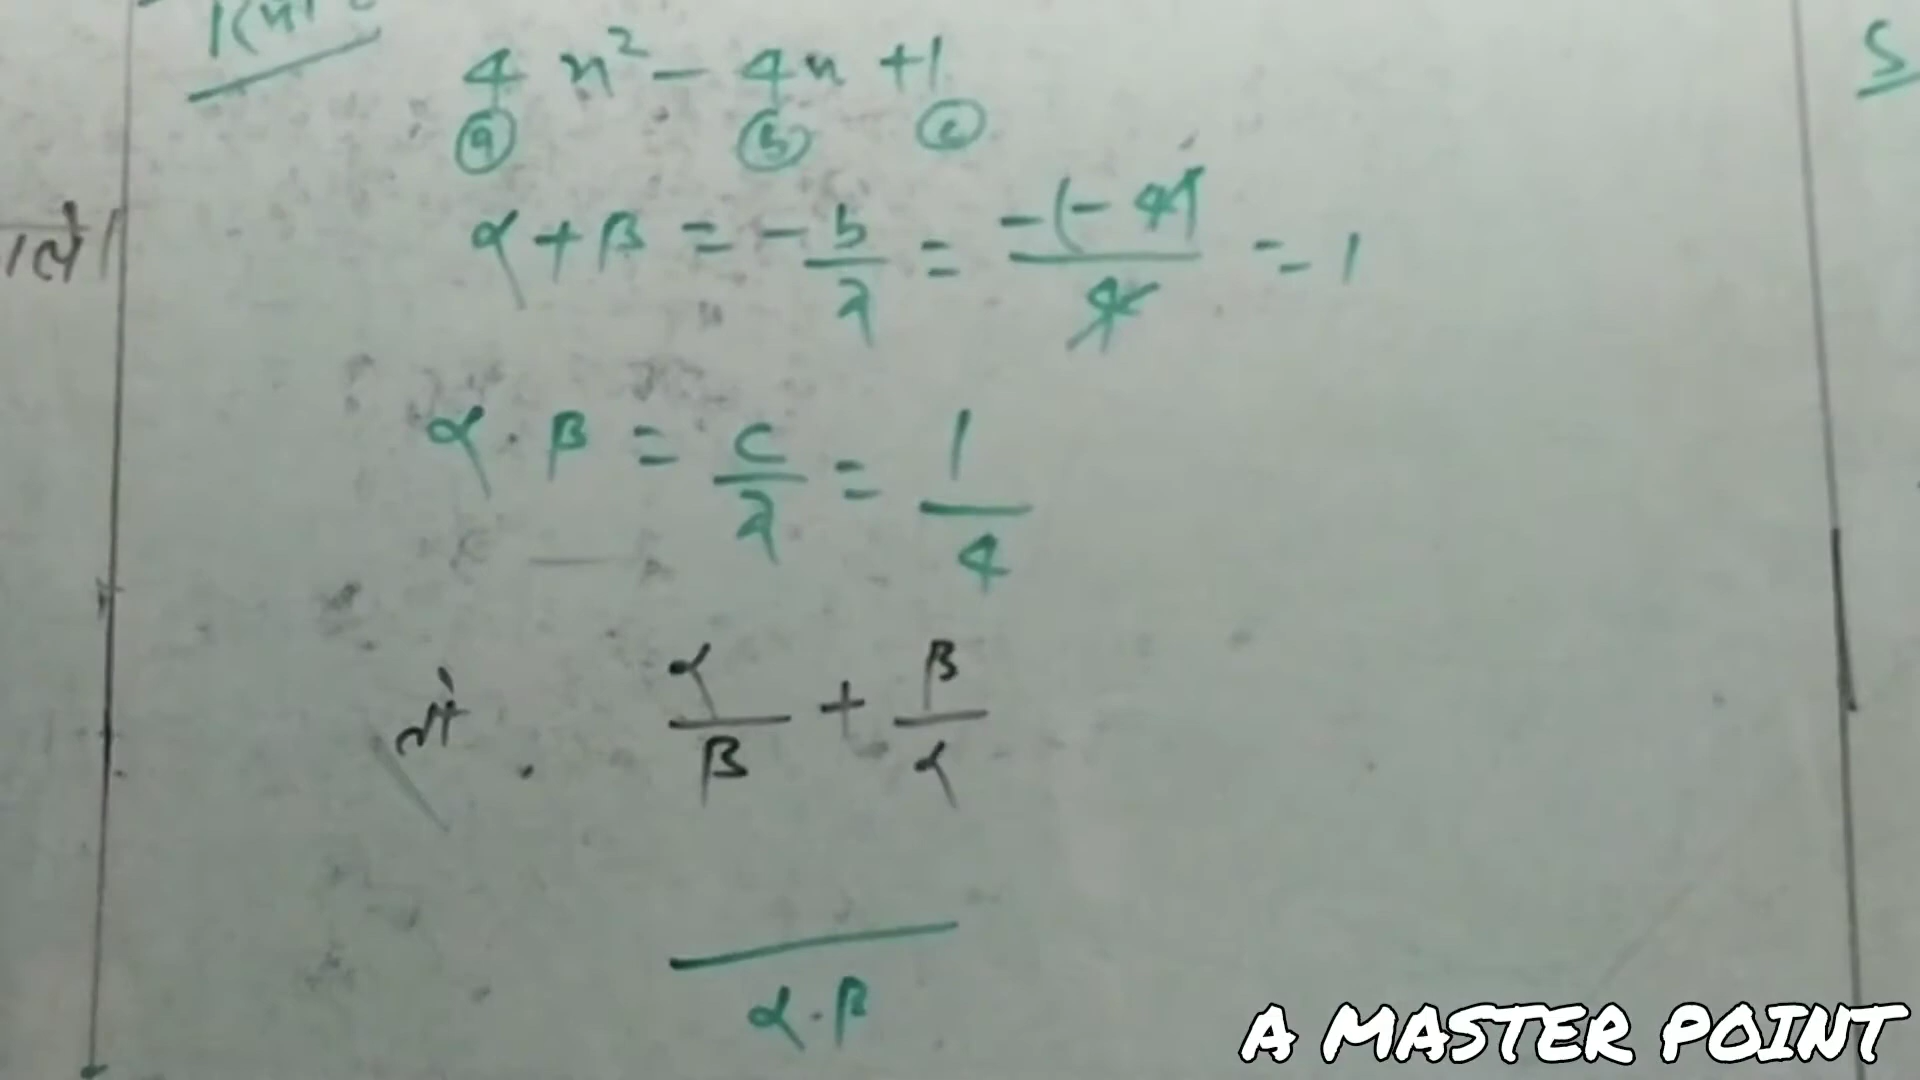 4x² - 4x + 1
a b c
α + β = -b/a = -(-4)/4 = 1
α · β = c/a = 1/4
तो α/β + β/α
/α·β
A MASTER POINT